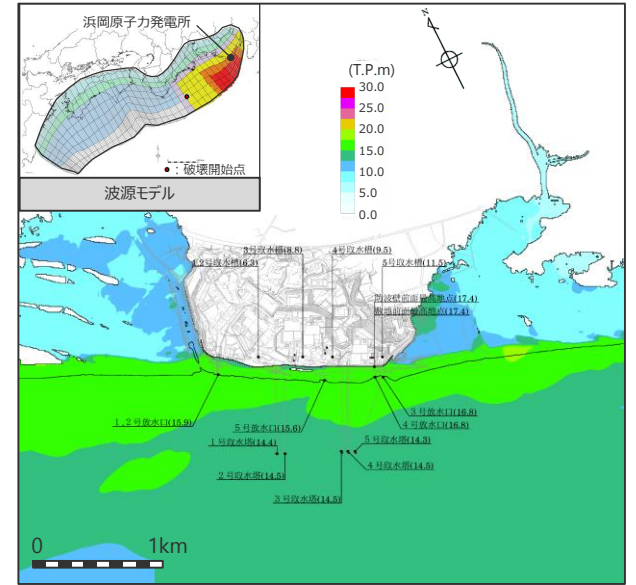 浜岡原子力発電所
●：破壊開始点
波源モデル
N
(T.P.m)
30.0
25.0
20.0
15.0
10.0
5.0
0.0
3号取水槽(8.8)
4号取水槽(9.5)
1,2号取水槽(6.3)
5号取水槽(11.5)
防波壁前面最高地点(17.4)
敷地前面最高地点(17.4)
1,2号放水口(15.9)
5号放水口(15.6)
3号放水口(16.8)
4号放水口(16.8)
1号取水塔(14.4)
5号取水塔(14.3)
2号取水塔(14.5)
4号取水塔(14.5)
3号取水塔(14.5)
0 1km